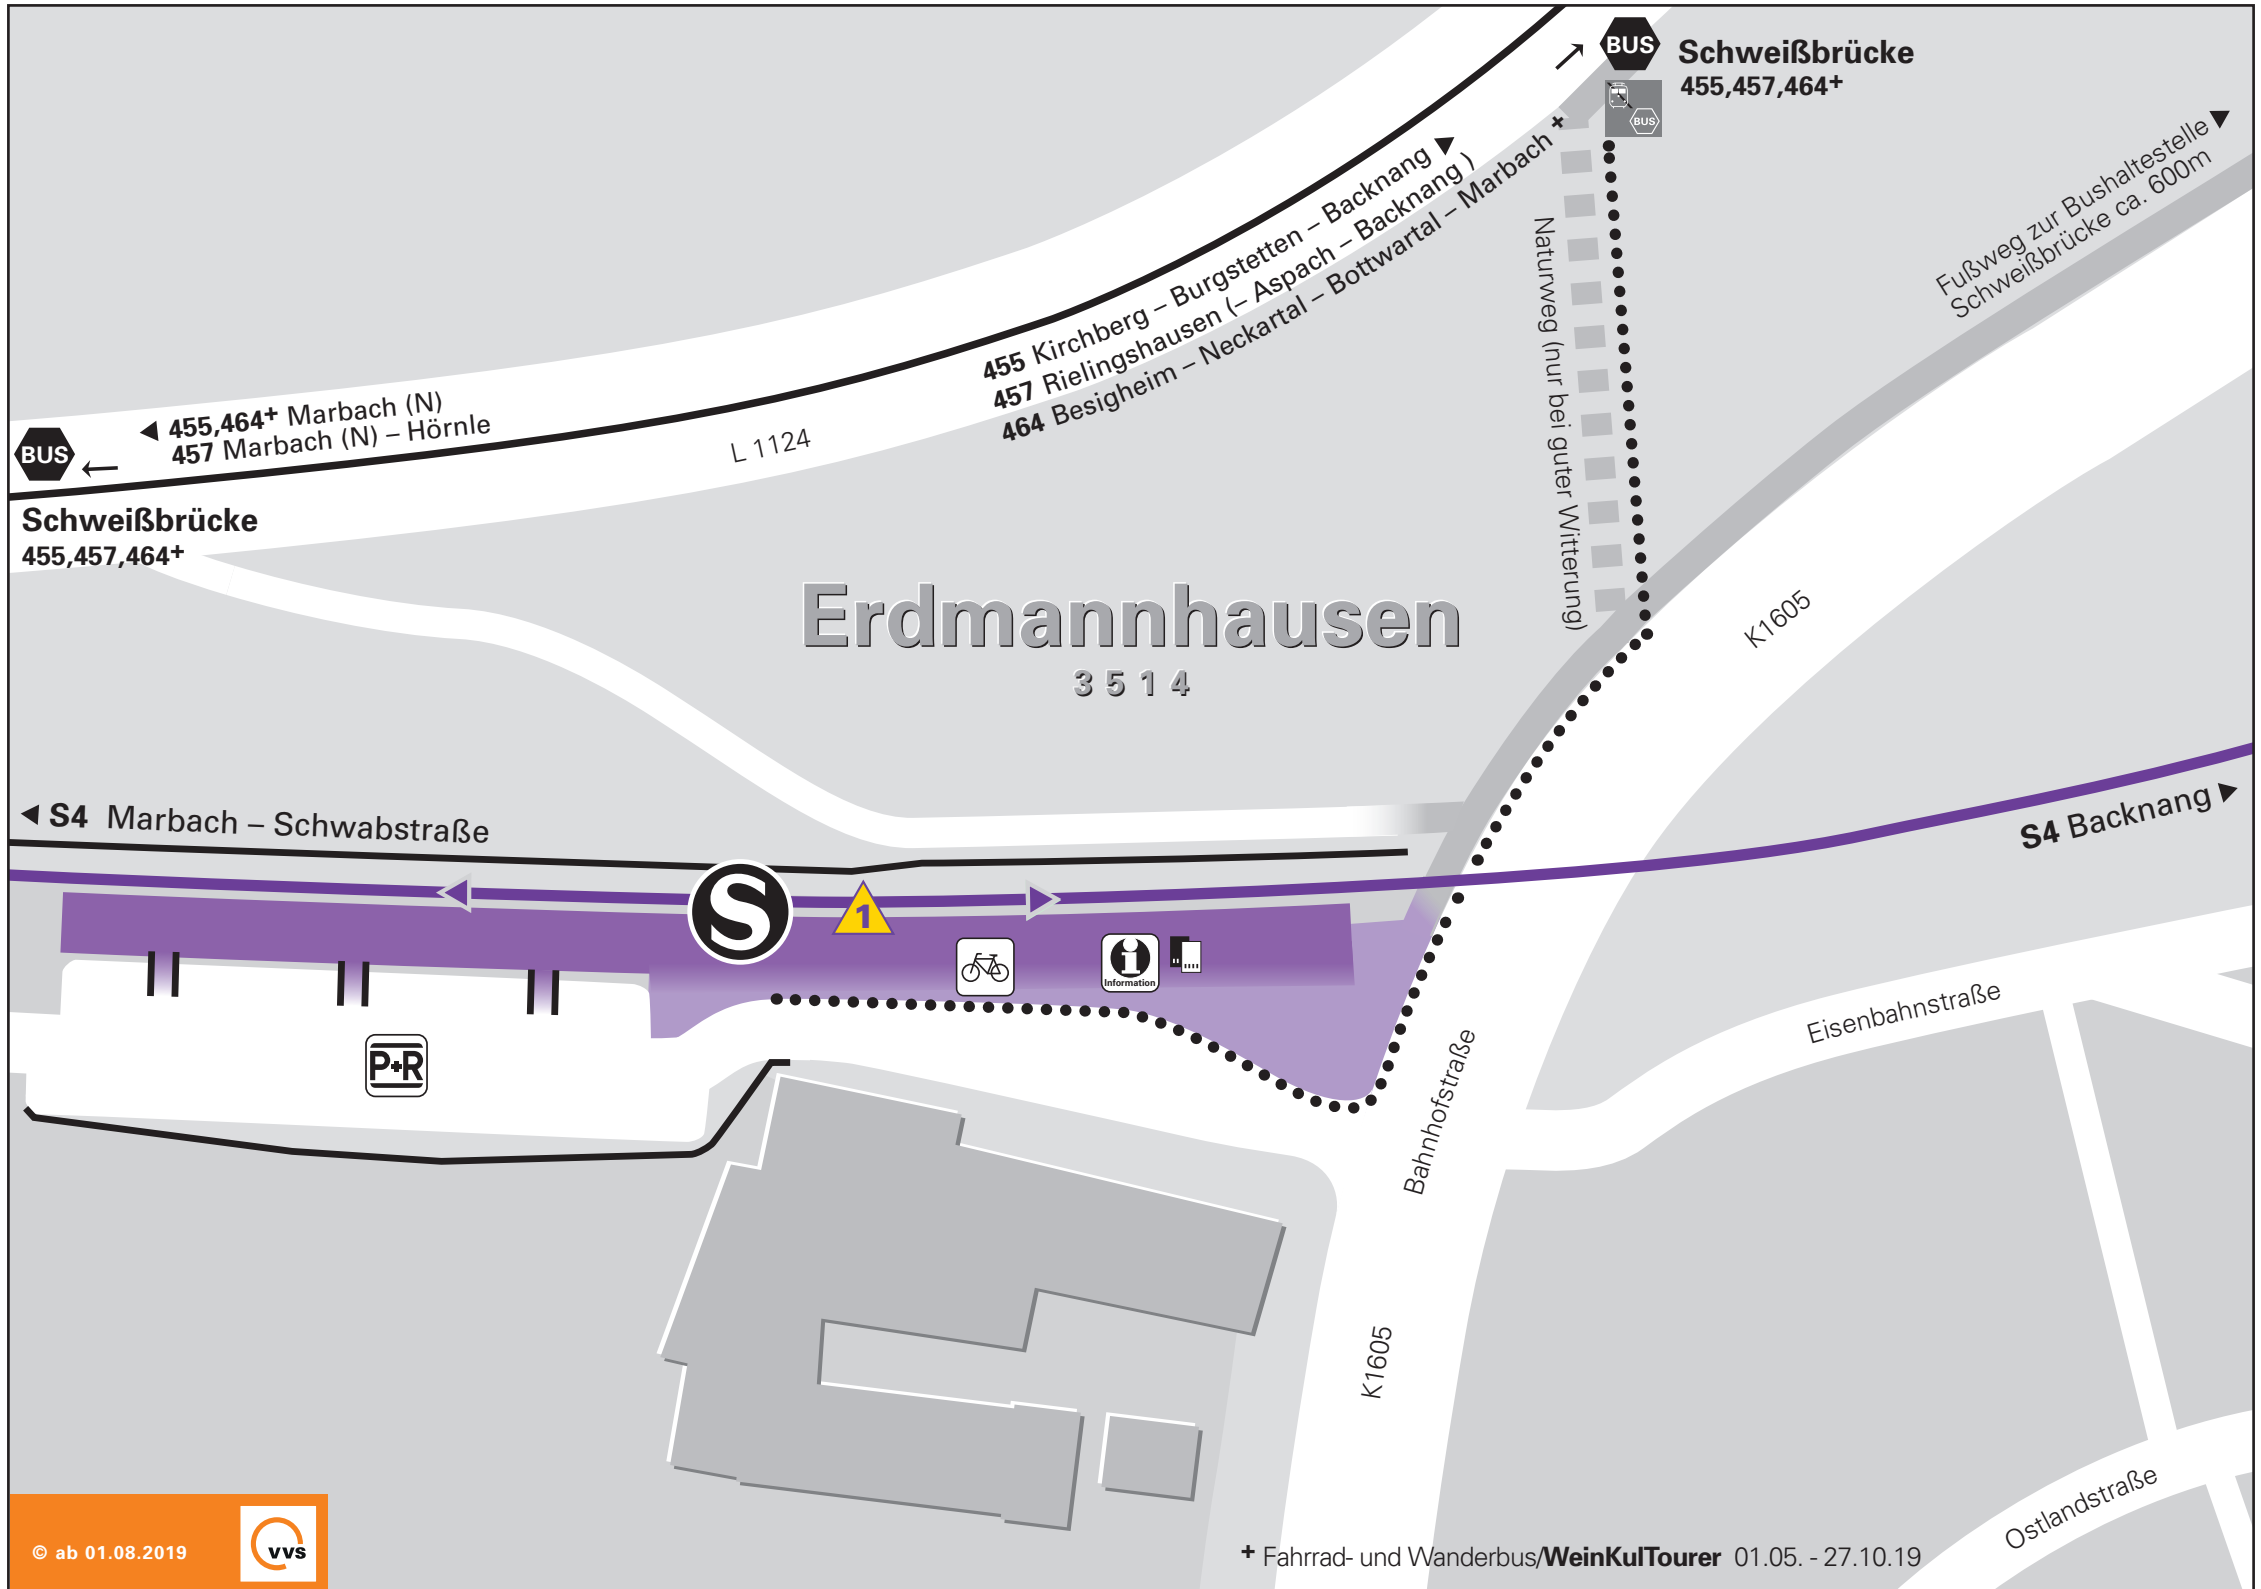 BUS
Schweißbrücke
455,457,464+
BUS
Fußweg zur Bushaltestelle
Schweißbrücke ca. 600m
455 Kirchberg – Burgstetten – Backnang
457 Rielingshausen (– Aspach – Backnang )
464 Besigheim – Neckartal – Bottwartal – Marbach +
Naturweg (nur bei guter Witterung)
455,464+ Marbach (N)
457 Marbach (N) – Hörnle
BUS
L 1124
Schweißbrücke
455,457,464+
Erdmannhausen
3514
K1605
S4 Marbach – Schwabstraße
S4 Backnang
S
1
i
Information
P+R
Bahnhofstraße
Eisenbahnstraße
K1605
Ostlandstraße
© ab 01.08.2019
VVS
+ Fahrrad- und Wanderbus/WeinKulTourer 01.05. - 27.10.19